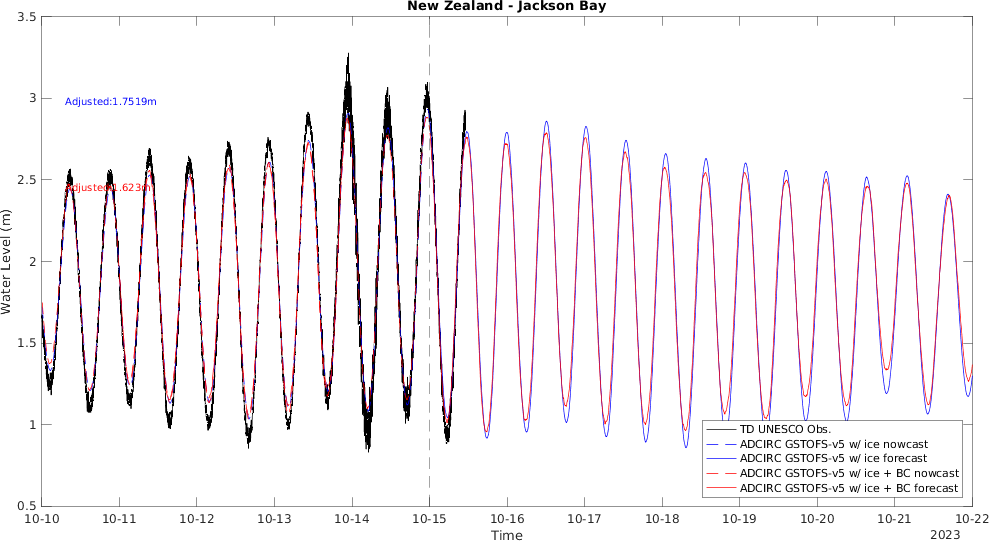 New Zealand - Jackson Bay
3.5
3
2.5
2
1.5
1
0.5
Water Level (m)
Adjusted:1.7519m
Adjusted:1.623m
TD UNESCO Obs.
ADCIRC GSTOFS-v5 w/ ice nowcast
ADCIRC GSTOFS-v5 w/ ice forecast
ADCIRC GSTOFS-v5 w/ ice + BC nowcast
ADCIRC GSTOFS-v5 w/ ice + BC forecast
10-10 10-11 10-12 10-13 10-14 10-15 10-16 10-17 10-18 10-19 10-20 10-21 10-22
Time
2023